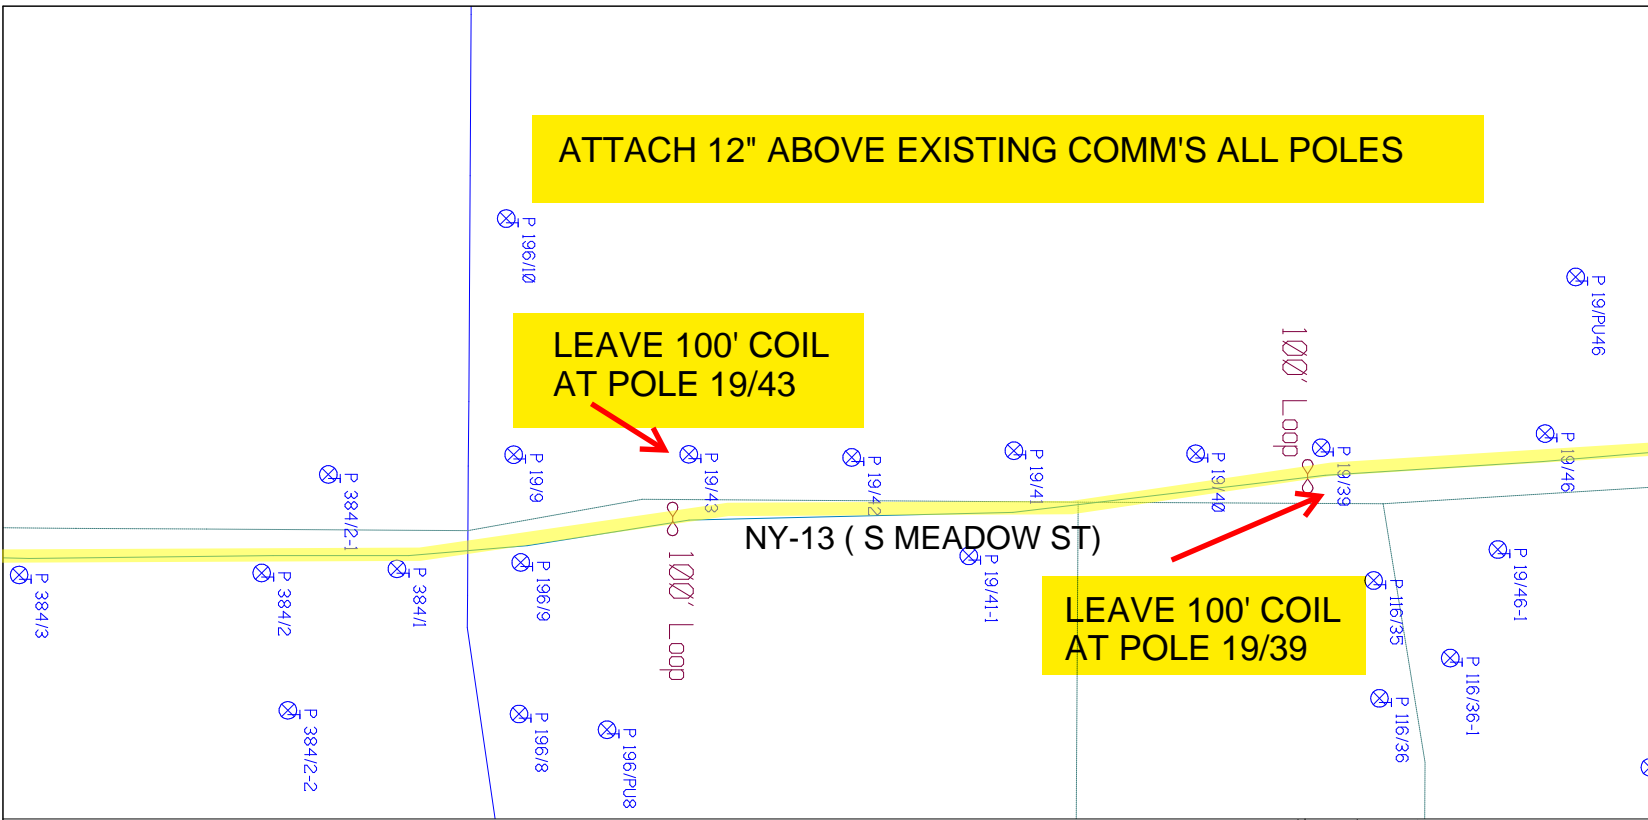 ATTACH 12" ABOVE EXISTING COMM'S ALL POLES
P 196/10
P 19/PU46
LEAVE 100' COIL
AT POLE 19/43
100' Loop
P 384/2-1
P 19/9
P 19/43
P 19/42
P 19/41
P 19/40
P 19/39
P 19/46
NY-13 ( S MEADOW ST)
100' Loop
P 384/3
P 384/2
P 384/1
P 196/9
P 19/41-1
LEAVE 100' COIL
AT POLE 19/39
P 116/35
P 19/46-1
P 384/2-2
P 196/8
P 196/PU8
P 116/36
P 116/36-1